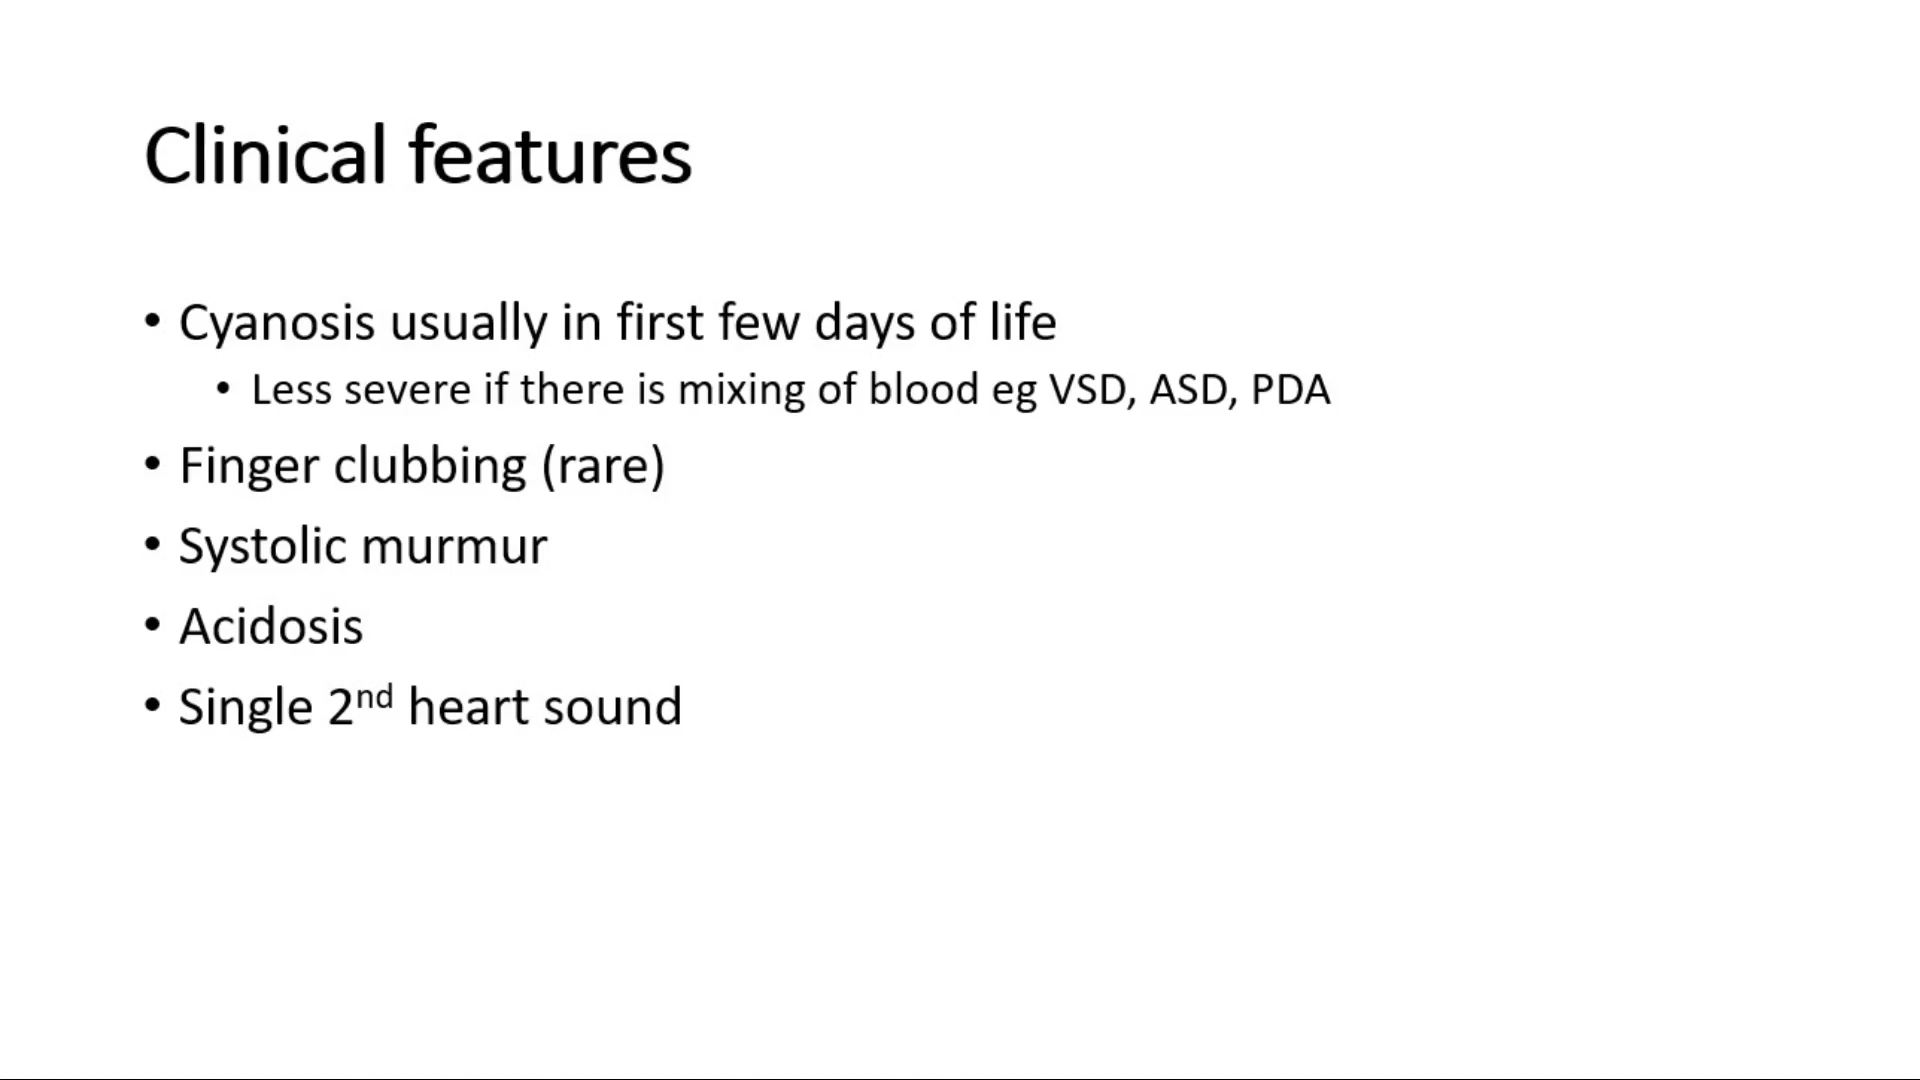 Clinical features
• Cyanosis usually in first few days of life
• Less severe if there is mixing of blood eg VSD, ASD, PDA
• Finger clubbing (rare)
• Systolic murmur
• Acidosis
• Single 2nd heart sound